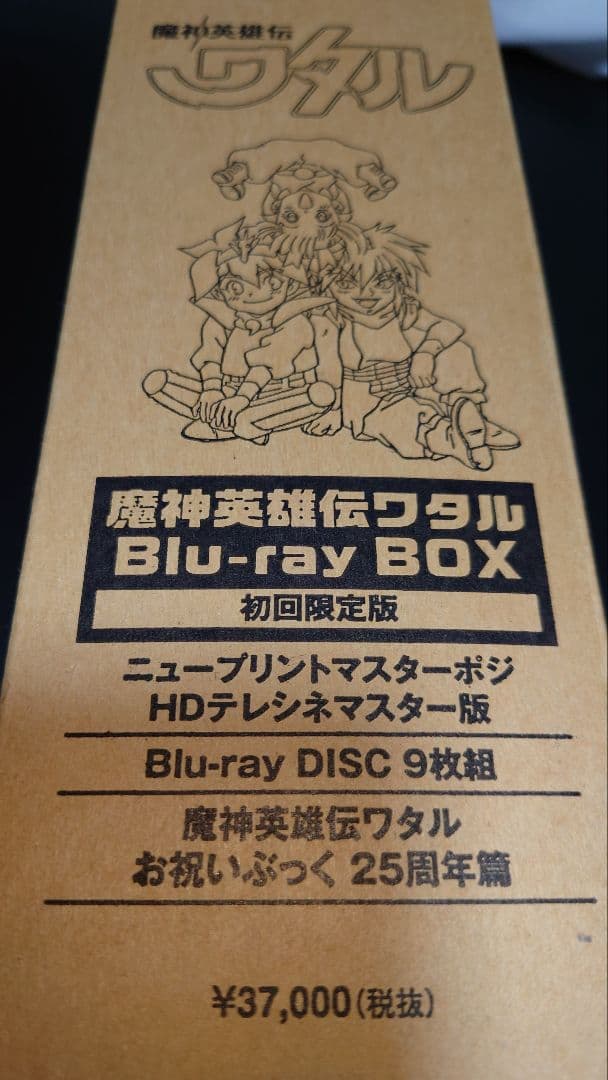 魔神英雄伝
ワタル
魔神英雄伝ワタル
Blu-ray BOX
初回限定版
ニュープリントマスターポジ
HDテレシネマスター版
Blu-ray DISC 9枚組
魔神英雄伝ワタル
お祝いぶっく 25周年篇
¥37,000(税抜)